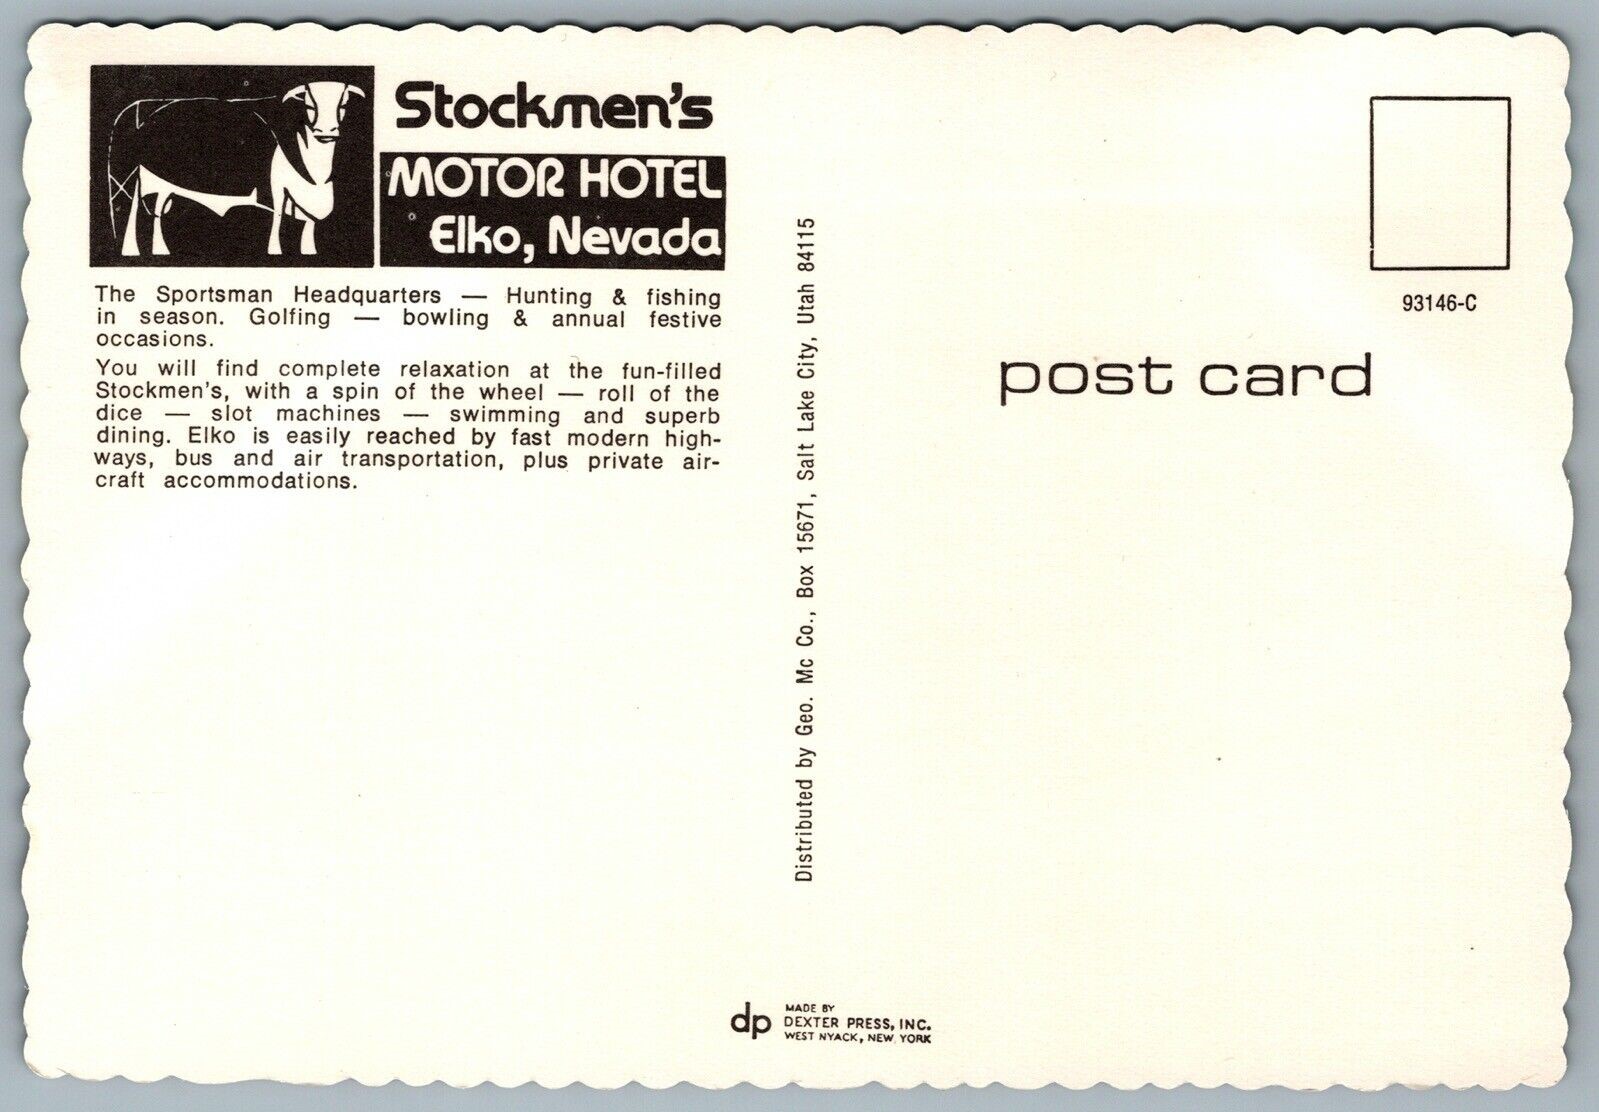 Stockmen's
MOTOR HOTEL
Elko, Nevada
The Sportsman Headquarters — Hunting & fishing
in season. Golfing — bowling & annual festive
occasions.
You will find complete relaxation at the fun-filled
Stockmen's, with a spin of the wheel — roll of the
dice — slot machines — swimming and superb
dining. Elko is easily reached by fast modern high-
ways, bus and air transportation, plus private air-
craft accommodations.
Distributed by Geo. Mc Co., Box 15671, Salt Lake City, Utah 84115
93146-C
post card
dp
MADE BY
DEXTER PRESS, INC.
WEST NYACK, NEW YORK